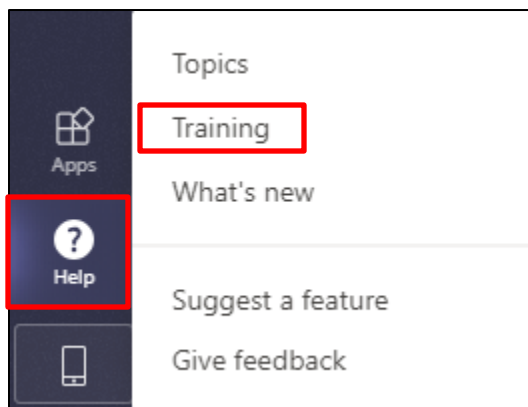 Apps
Help
Topics
Training
What's new
Suggest a feature
Give feedback